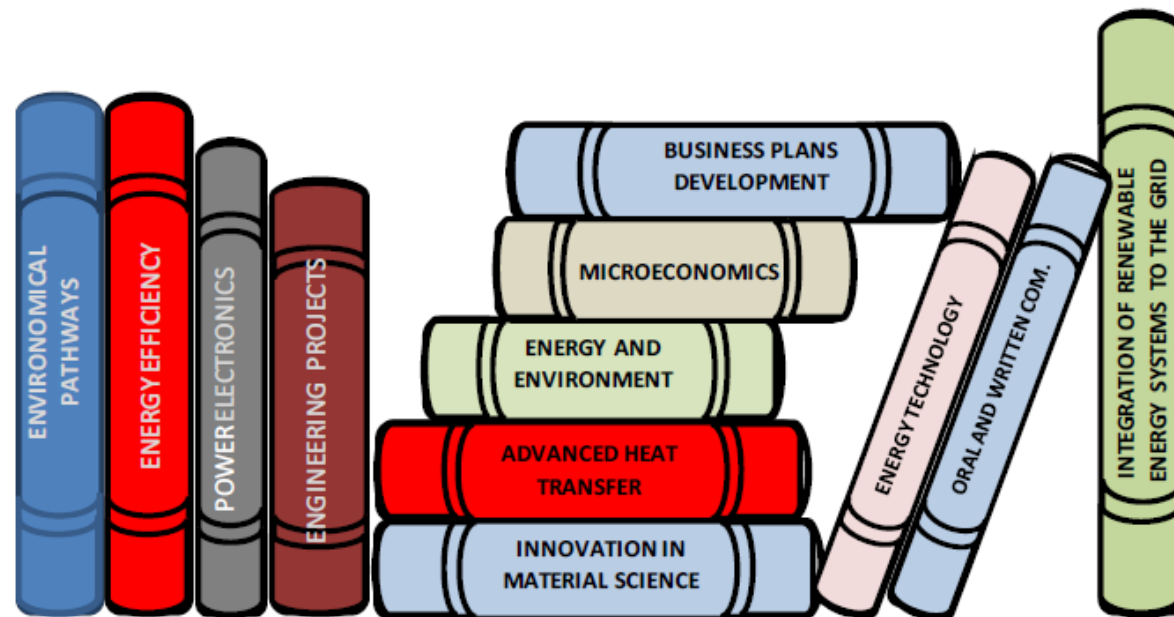 ENVIRONOMICAL
PATHWAYS
ENERGY EFFICIENCY
POWER ELECTRONICS
ENGINEERING PROJECTS
BUSINESS PLANS
DEVELOPMENT
MICROECONOMICS
ENERGY AND
ENVIRONMENT
ADVANCED HEAT
TRANSFER
INNOVATION IN
MATERIAL SCIENCE
ENERGY TECHNOLOGY
ORAL AND WRITTEN COM.
INTEGRATION OF RENEWABLE
ENERGY SYSTEMS TO THE GRID